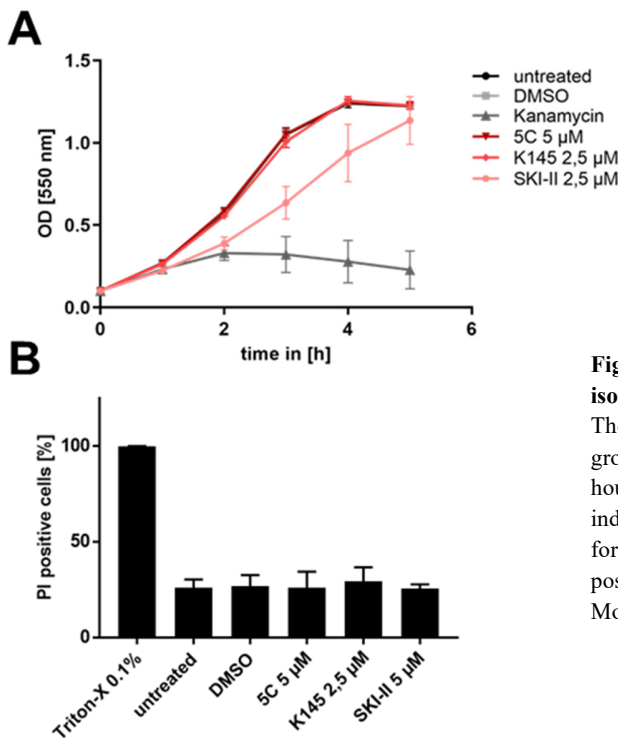 A
OD [550 nm]
1.5
1.0
0.5
0.0
0
2
4
6
time in [h]
untreated
DMSO
Kanamycin
5C 5 µM
K145 2,5 µM
SKI-II 2,5 µM
B
PI positive cells [%]
100
50
0
Triton-X 0.1%
untreated
DMSO
5C 5 µM
K145 2,5 µM
SKI-II 5 µM
Fig
iso
The
gro
hou
ind
for
pos
Mo